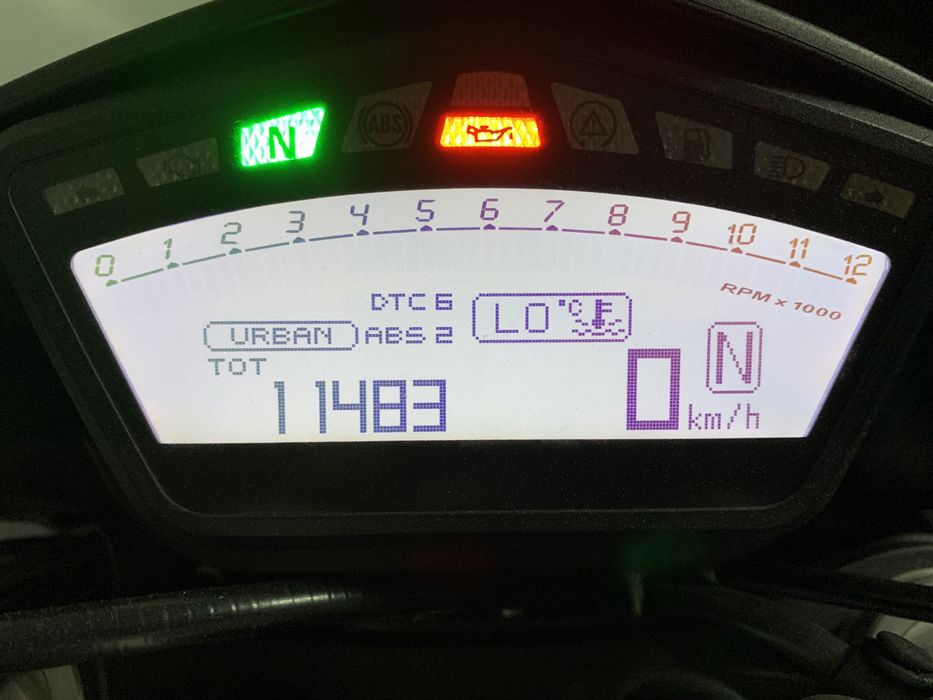 N ABS
0 1 2 3 4 5 6 7 8 9 10 11 12
RPM x 1000
DTC 6
LO °C
URBAN ABS 2
N
TOT
11483
0 km/h